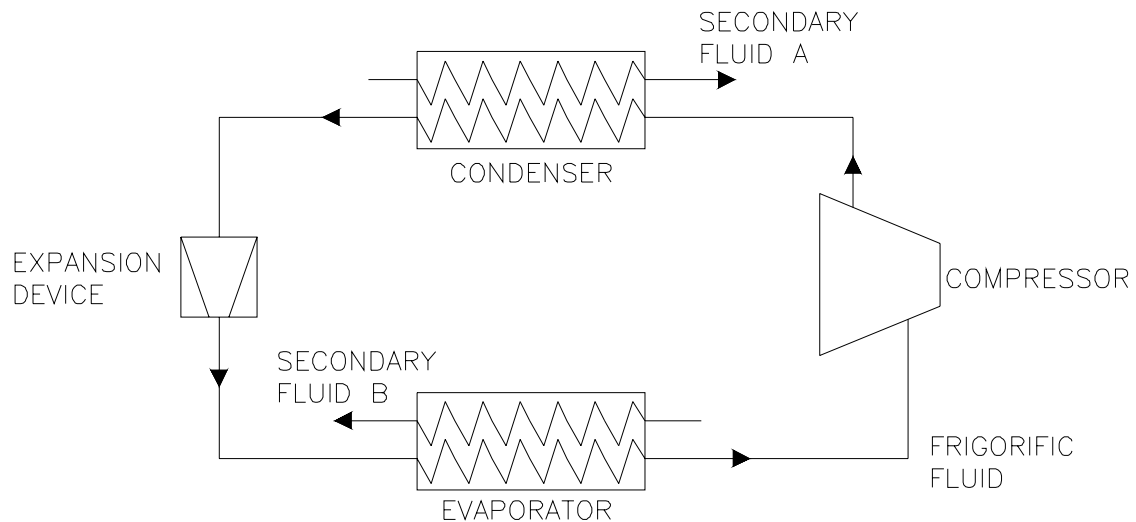 SECONDARY
FLUID A
CONDENSER
EXPANSION
DEVICE
COMPRESSOR
SECONDARY
FLUID B
EVAPORATOR
FRIGORIFIC
FLUID